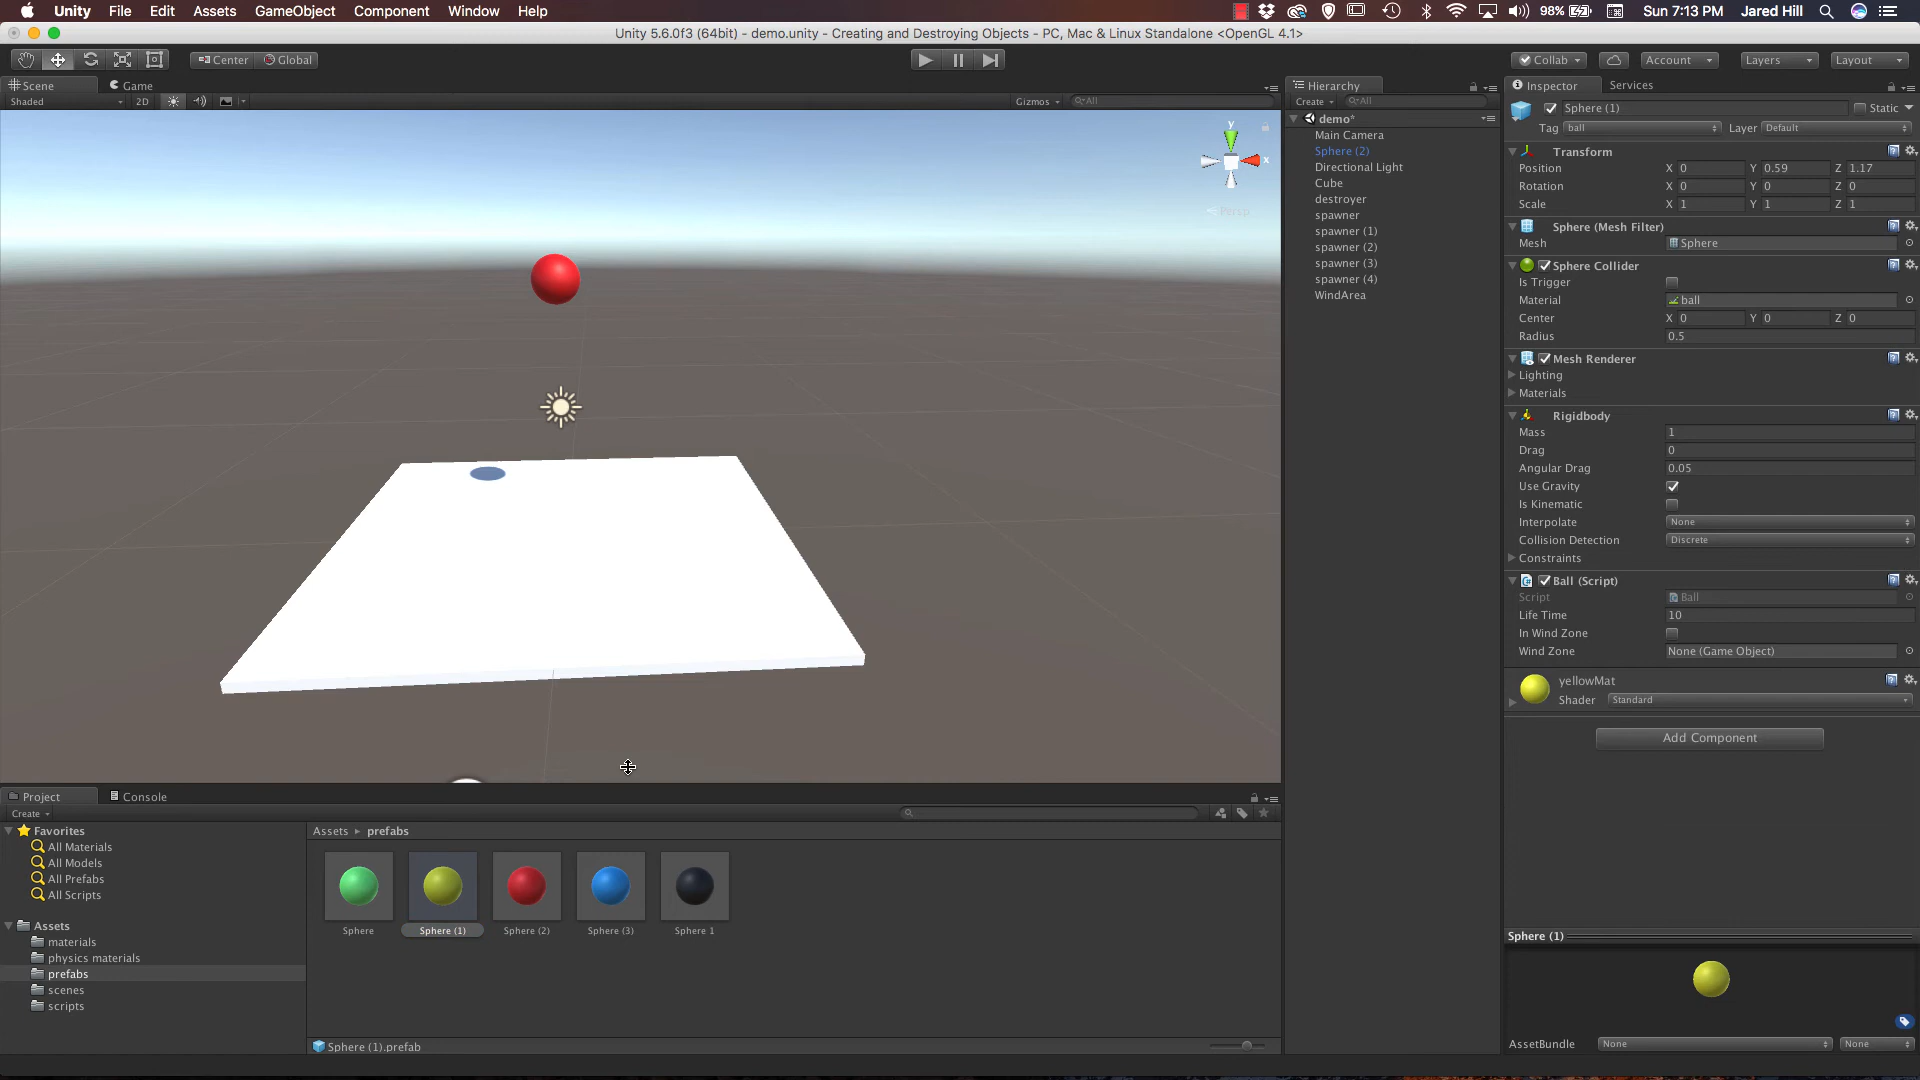 Unity File Edit Assets GameObject Component Window Help 98% Sun 7:13 PM Jared Hill
Unity 5.6.0f3 (64bit) - demo.unity - Creating and Destroying Objects - PC, Mac & Linux Standalone <OpenGL 4.1>
Center Global Collab Account Layers Layout
Scene Game
Shaded 2D Gizmos All
y
x
Persp
Hierarchy
Create All
demo*
Main Camera
Sphere (2)
Directional Light
Cube
destroyer
spawner
spawner (1)
spawner (2)
spawner (3)
spawner (4)
WindArea
Inspector Services
Sphere (1) Static
Tag ball Layer Default
Transform
Position X 0 Y 0.59 Z 1.17
Rotation X 0 Y 0 Z 0
Scale X 1 Y 1 Z 1
Sphere (Mesh Filter)
Mesh Sphere
Sphere Collider
Is Trigger
Material ball
Center X 0 Y 0 Z 0
Radius 0.5
Mesh Renderer
Lighting
Materials
Rigidbody
Mass 1
Drag 0
Angular Drag 0.05
Use Gravity
Is Kinematic
Interpolate None
Collision Detection Discrete
Constraints
Ball (Script)
Script Ball
Life Time 10
In Wind Zone
Wind Zone None (Game Object)
yellowMat
Shader Standard
Add Component
Sphere (1)
AssetBundle None None
Project Console
Create
Favorites
All Materials
All Models
All Prefabs
All Scripts
Assets
materials
physics materials
prefabs
scenes
scripts
Assets ▸ prefabs
Sphere Sphere (1) Sphere (2) Sphere (3) Sphere 1
Sphere (1).prefab